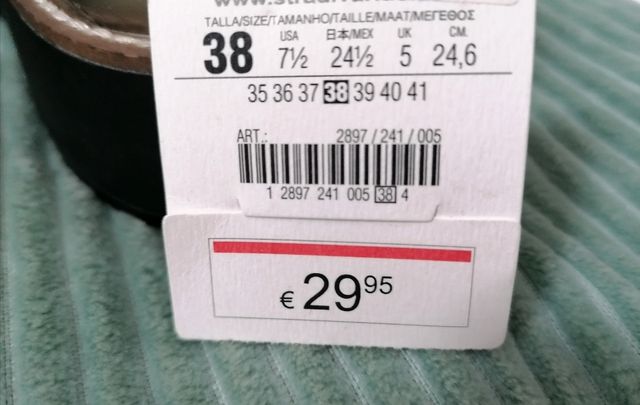 TALLA/SIZE/TAMANHO/TAILLE/MAAT/ΜΕΓΕΘΟΣ
38 USA 7½ 日本/MEX 24½ UK 5 CM. 24,6
35 36 37 38 39 40 41
ART.: 2897 / 241 / 005
1 2897 241 005 38 4
€ 29 95